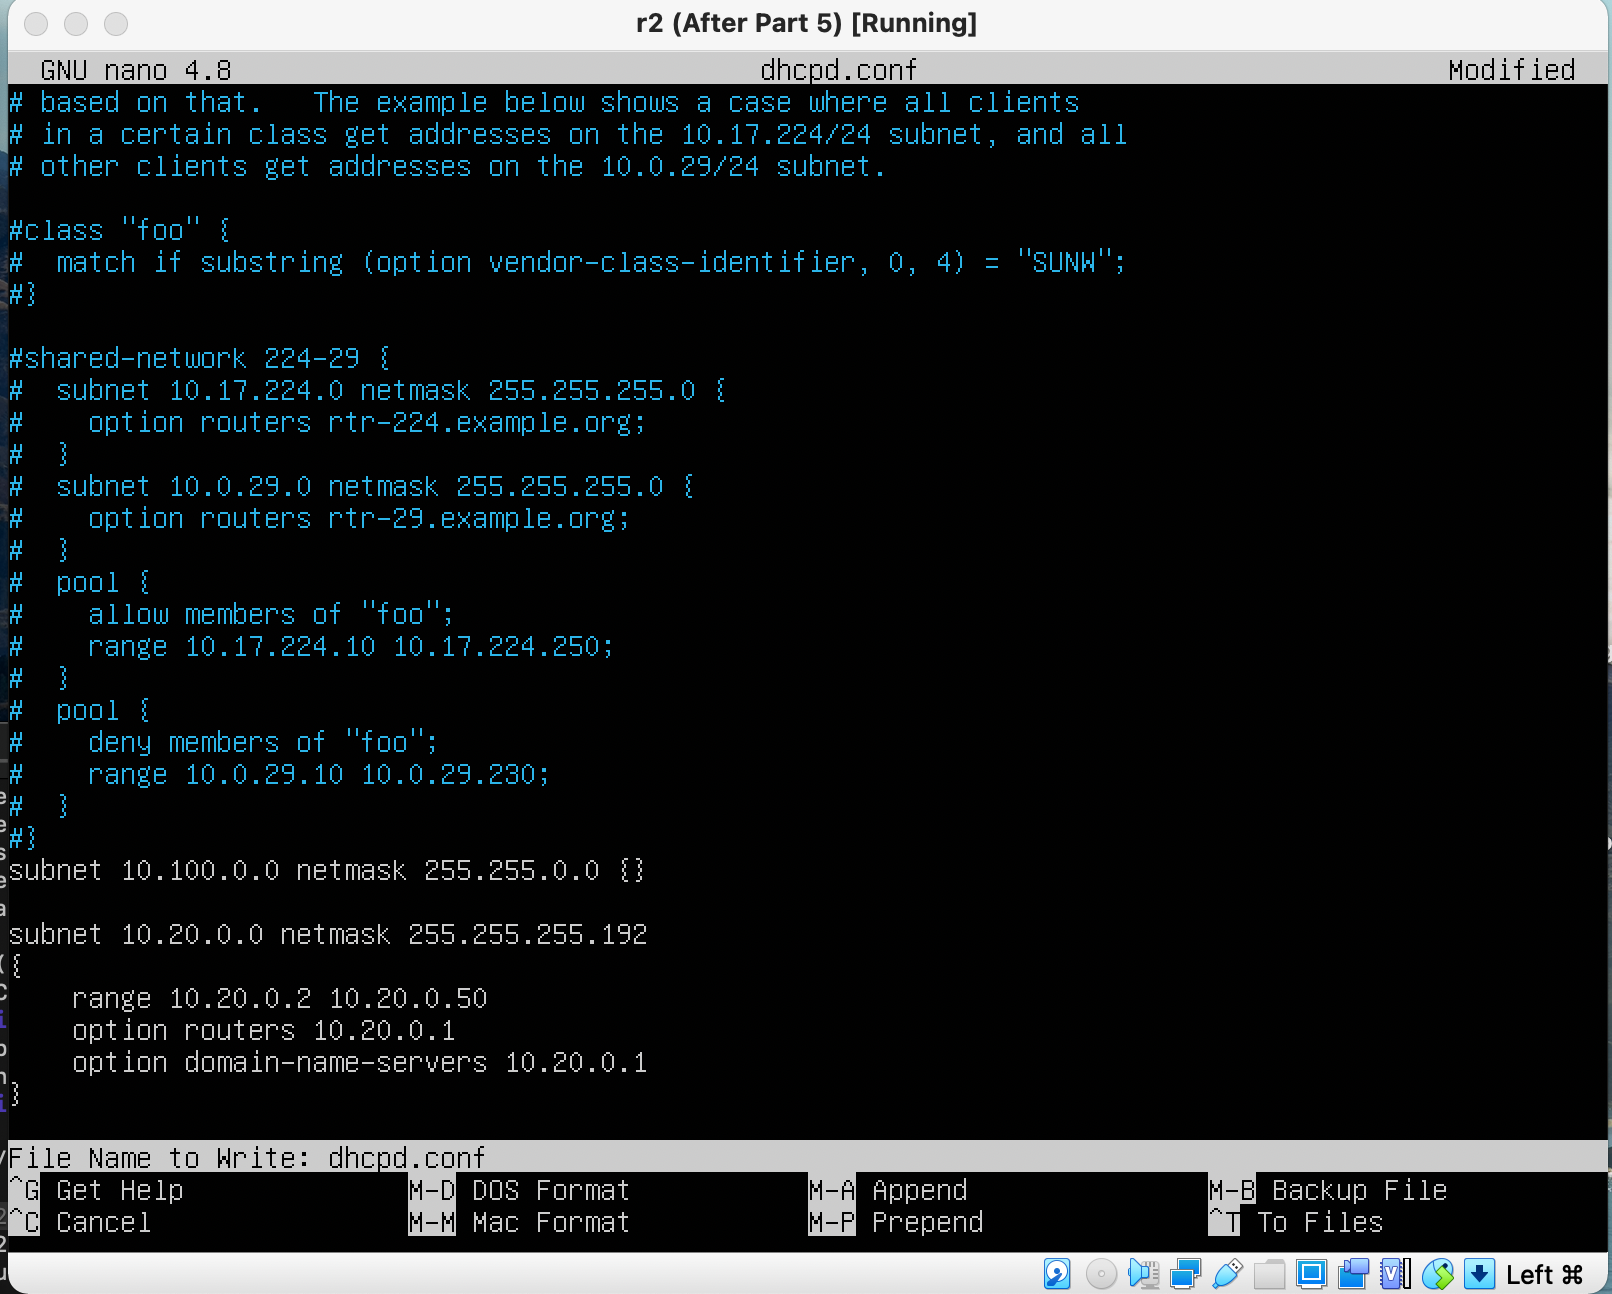 r2 (After Part 5) [Running]
GNU nano 4.8 dhcpd.conf Modified
# based on that.   The example below shows a case where all clients
# in a certain class get addresses on the 10.17.224/24 subnet, and all
# other clients get addresses on the 10.0.29/24 subnet.
#class "foo" {
#  match if substring (option vendor-class-identifier, 0, 4) = "SUNW";
#}
#shared-network 224-29 {
#  subnet 10.17.224.0 netmask 255.255.255.0 {
#    option routers rtr-224.example.org;
#  }
#  subnet 10.0.29.0 netmask 255.255.255.0 {
#    option routers rtr-29.example.org;
#  }
#  pool {
#    allow members of "foo";
#    range 10.17.224.10 10.17.224.250;
#  }
#  pool {
#    deny members of "foo";
#    range 10.0.29.10 10.0.29.230;
#  }
#}
subnet 10.100.0.0 netmask 255.255.0.0 {}
subnet 10.20.0.0 netmask 255.255.255.192
{
    range 10.20.0.2 10.20.0.50
    option routers 10.20.0.1
    option domain-name-servers 10.20.0.1
}
File Name to Write: dhcpd.conf
^G Get Help M-D DOS Format M-A Append M-B Backup File
^C Cancel M-M Mac Format M-P Prepend ^T To Files
Left ⌘